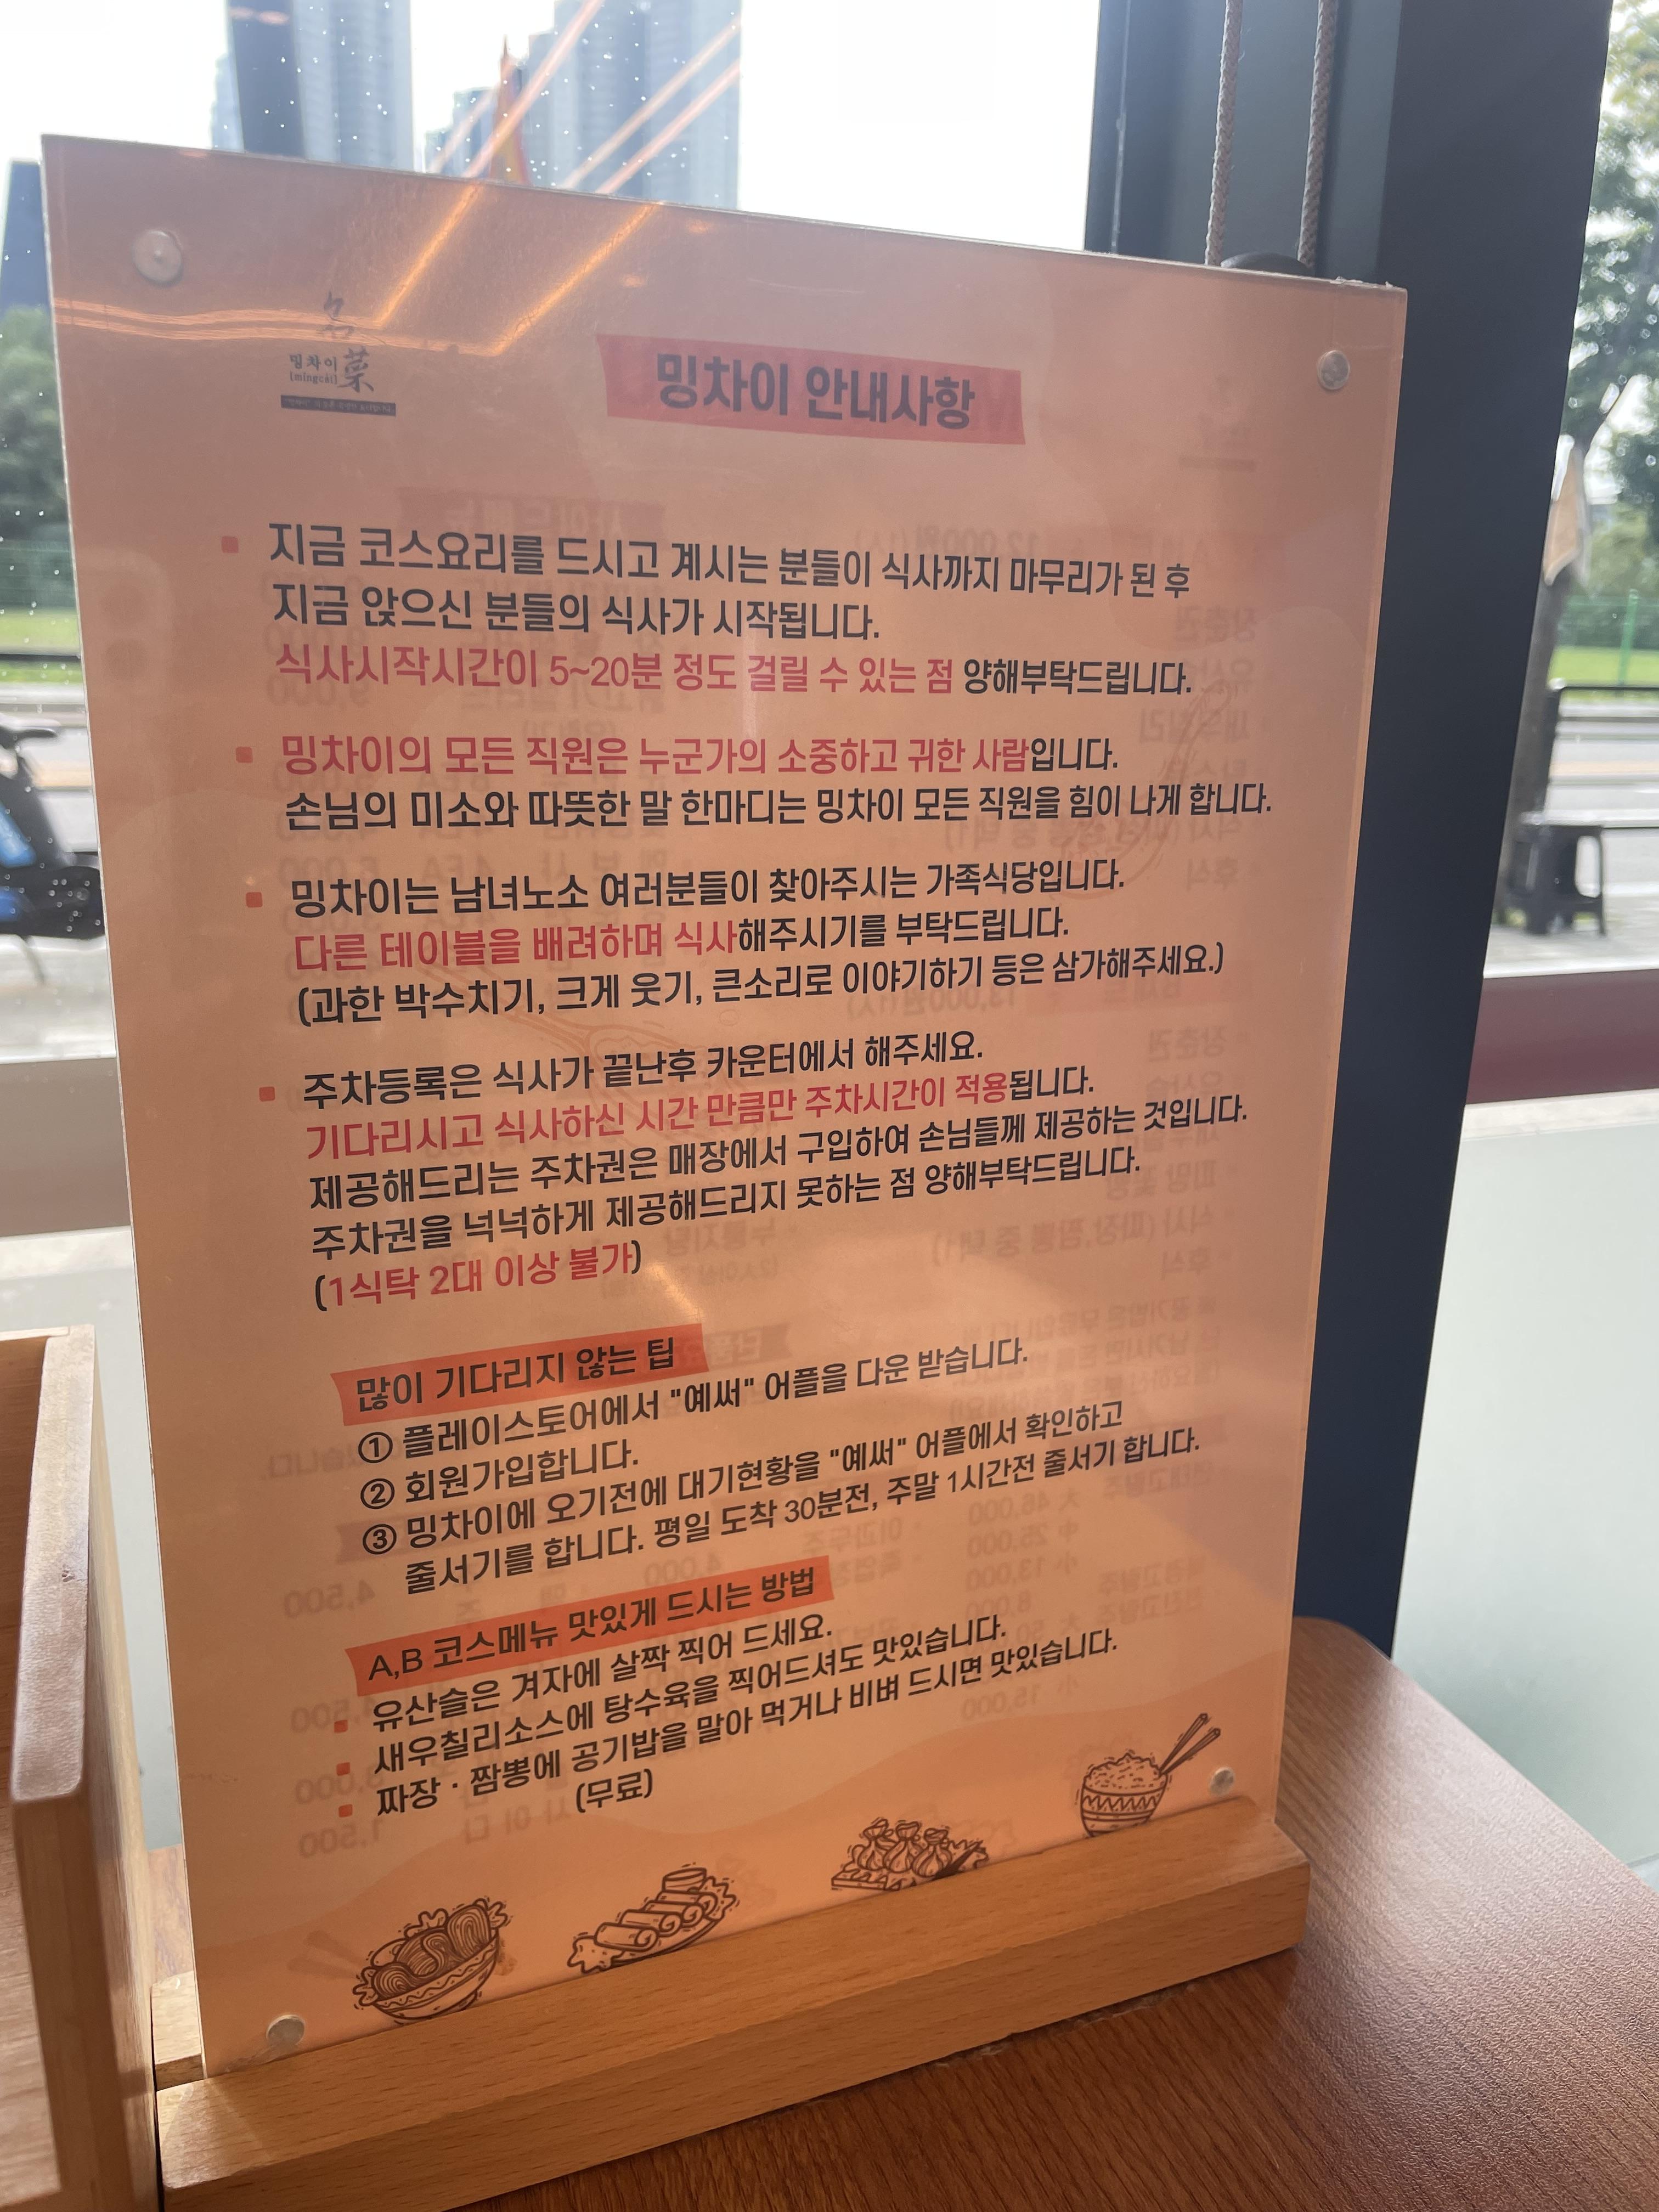 名菜
밍차이
[míngcài]
밍차이 안내사항
지금 코스요리를 드시고 계시는 분들이 식사까지 마무리가 된 후
지금 앉으신 분들의 식사가 시작됩니다.
식사시작시간이 5~20분 정도 걸릴 수 있는 점 양해부탁드립니다.
밍차이의 모든 직원은 누군가의 소중하고 귀한 사람입니다.
손님의 미소와 따뜻한 말 한마디는 밍차이 모든 직원을 힘이 나게 합니다.
밍차이는 남녀노소 여러분들이 찾아주시는 가족식당입니다.
다른 테이블을 배려하며 식사해주시기를 부탁드립니다.
(과한 박수치기, 크게 웃기, 큰소리로 이야기하기 등은 삼가해주세요.)
주차등록은 식사가 끝난후 카운터에서 해주세요.
기다리시고 식사하신 시간 만큼만 주차시간이 적용됩니다.
제공해드리는 주차권은 매장에서 구입하여 손님들께 제공하는 것입니다.
주차권을 넉넉하게 제공해드리지 못하는 점 양해부탁드립니다.
(1식탁 2대 이상 불가)
많이 기다리지 않는 팁
① 플레이스토어에서 "예써" 어플을 다운 받습니다.
② 회원가입합니다.
③ 밍차이에 오기전에 대기현황을 "예써" 어플에서 확인하고
줄서기를 합니다. 평일 도착 30분전, 주말 1시간전 줄서기 합니다.
A,B 코스메뉴 맛있게 드시는 방법
유산슬은 겨자에 살짝 찍어 드세요.
새우칠리소스에 탕수육을 찍어드셔도 맛있습니다.
짜장 · 짬뽕에 공기밥을 말아 먹거나 비벼 드시면 맛있습니다.
(무료)